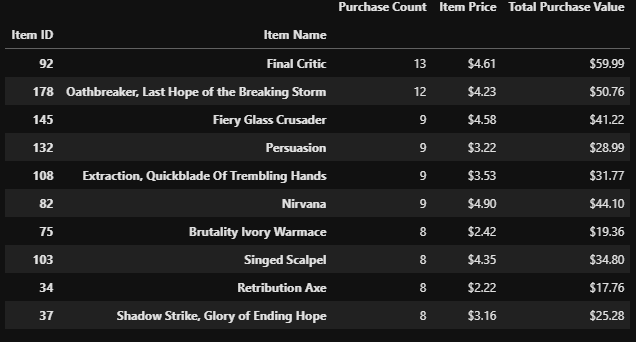 Purchase Count Item Price Total Purchase Value
Item ID Item Name
92 Final Critic 13 $4.61 $59.99
178 Oathbreaker, Last Hope of the Breaking Storm 12 $4.23 $50.76
145 Fiery Glass Crusader 9 $4.58 $41.22
132 Persuasion 9 $3.22 $28.99
108 Extraction, Quickblade Of Trembling Hands 9 $3.53 $31.77
82 Nirvana 9 $4.90 $44.10
75 Brutality Ivory Warmace 8 $2.42 $19.36
103 Singed Scalpel 8 $4.35 $34.80
34 Retribution Axe 8 $2.22 $17.76
37 Shadow Strike, Glory of Ending Hope 8 $3.16 $25.28